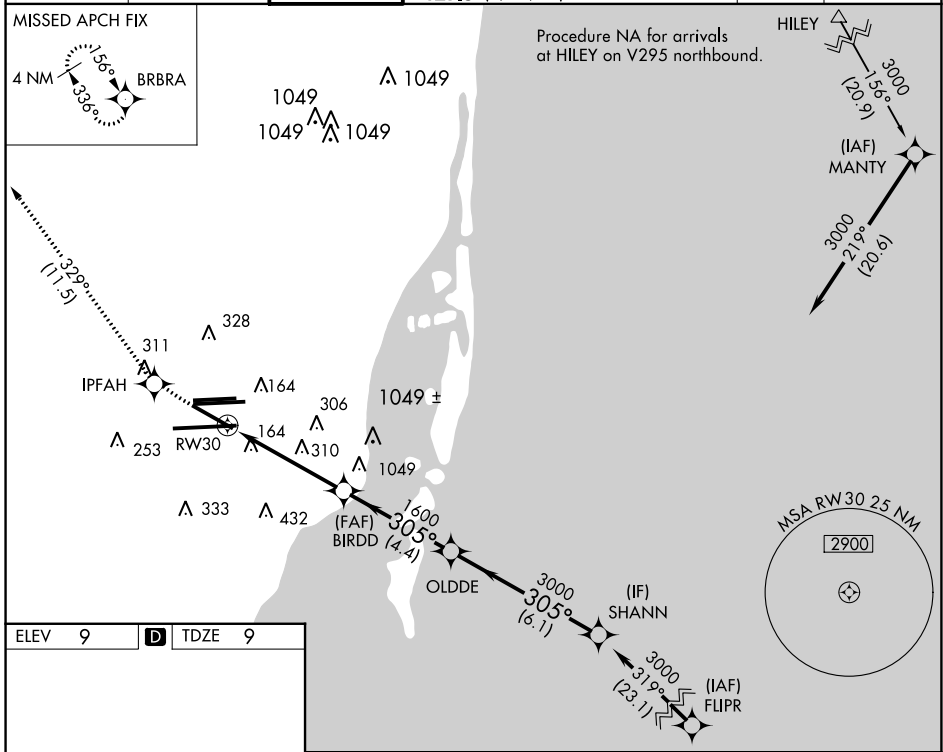 MISSED APCH FIX
4 NM
156°
336°
BRBRA
Procedure NA for arrivals
at HILEY on V295 northbound.
HILEY
3000
156°
(20.9)
(IAF)
MANTY
3000
219°
(20.6)
1049
1049
1049
1049
329°
(11.5)
328
311
IPFAH
164
306
1049 ±
253
RW30
164
310
1049
333
432
(FAF)
BIRDD
1600
305°
(4.4)
OLDDE
3000
305°
(6.1)
(IF)
SHANN
3000
319°
(23.1)
(IAF)
FLIPR
MSA RW30 25 NM
2900
ELEV 9 D TDZE 9